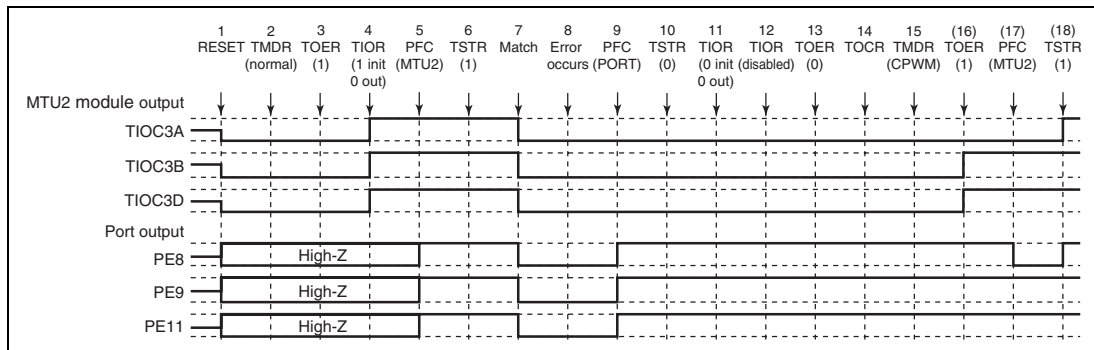 1 2 3 4 5 6 7 8 9 10 11 12 13 14 15 (16) (17) (18)
RESET TMDR TOER TIOR PFC TSTR Match Error PFC TSTR TIOR TIOR TOER TOCR TMDR TOER PFC TSTR
(normal) (1) (1 init (MTU2) (1) occurs (PORT) (0) (0 init (disabled) (0) (CPWM) (1) (MTU2) (1)
0 out) 0 out)
MTU2 module output
TIOC3A
TIOC3B
TIOC3D
Port output
PE8 High-Z
PE9 High-Z
PE11 High-Z